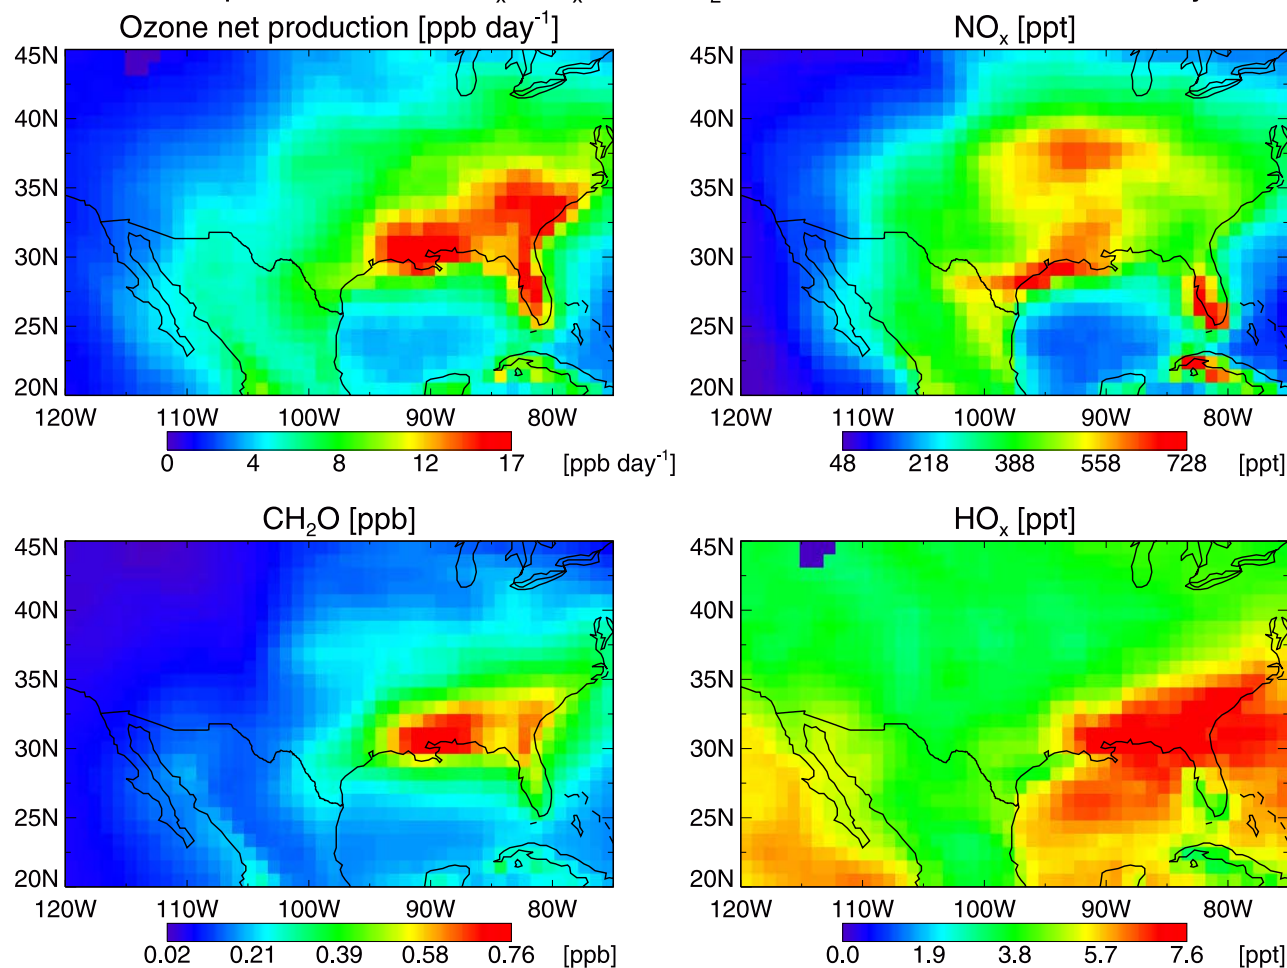 Ozone net production [ppb day⁻¹]
NOₓ [ppt]
45N
40N
35N
30N
25N
20N
120W 110W 100W 90W 80W
0 4 8 12 17 [ppb day⁻¹]
45N
40N
35N
30N
25N
20N
120W 110W 100W 90W 80W
48 218 388 558 728 [ppt]
CH₂O [ppb]
HOₓ [ppt]
45N
40N
35N
30N
25N
20N
120W 110W 100W 90W 80W
0.02 0.21 0.39 0.58 0.76 [ppb]
45N
40N
35N
30N
25N
20N
120W 110W 100W 90W 80W
0.0 1.9 3.8 5.7 7.6 [ppt]